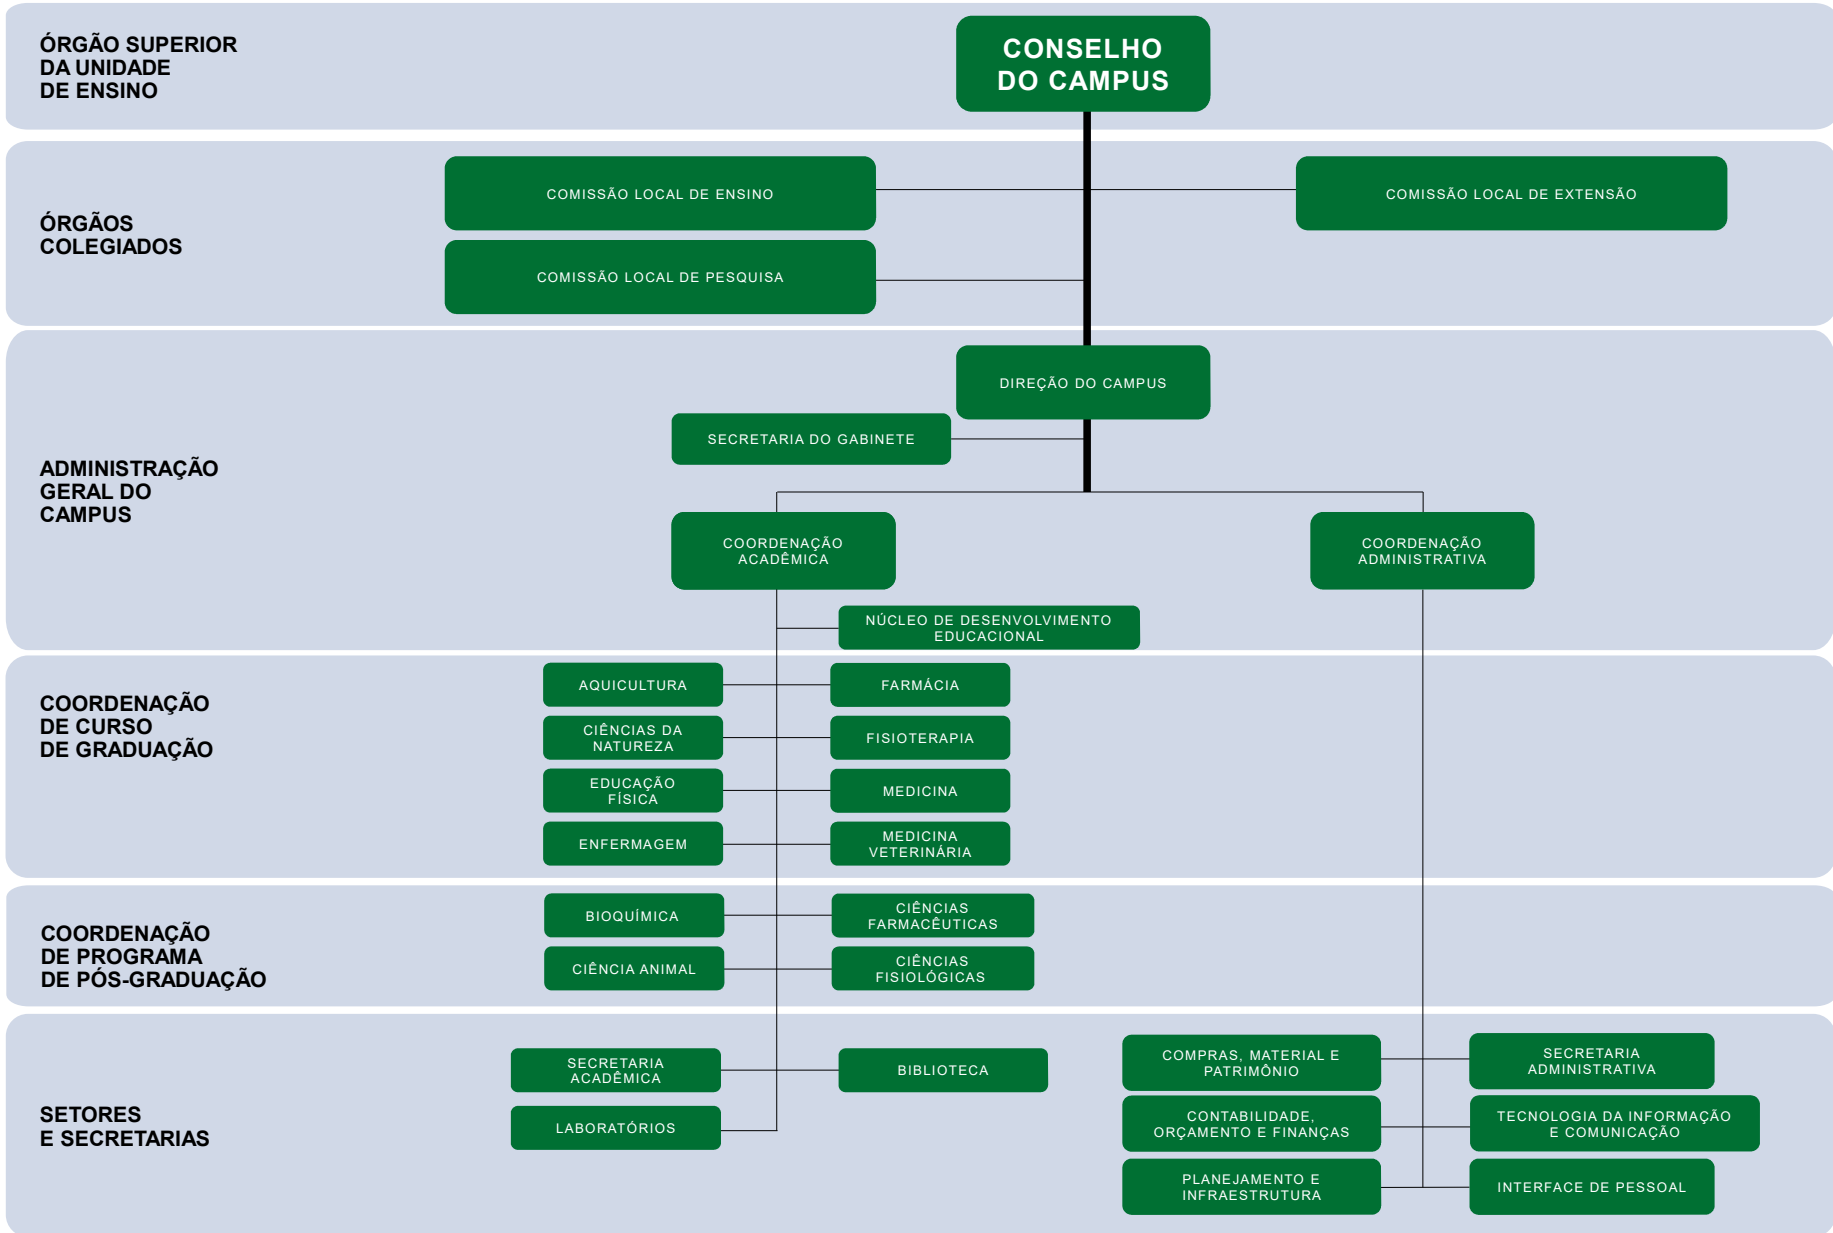 ÓRGÃO SUPERIOR
DA UNIDADE
DE ENSINO
CONSELHO
DO CAMPUS
ÓRGÃOS
COLEGIADOS
COMISSÃO LOCAL DE ENSINO
COMISSÃO LOCAL DE EXTENSÃO
COMISSÃO LOCAL DE PESQUISA
ADMINISTRAÇÃO
GERAL DO
CAMPUS
DIREÇÃO DO CAMPUS
SECRETARIA DO GABINETE
COORDENAÇÃO
ACADÊMICA
COORDENAÇÃO
ADMINISTRATIVA
NÚCLEO DE DESENVOLVIMENTO
EDUCACIONAL
COORDENAÇÃO
DE CURSO
DE GRADUAÇÃO
AQUICULTURA
FARMÁCIA
CIÊNCIAS DA
NATUREZA
FISIOTERAPIA
EDUCAÇÃO
FÍSICA
MEDICINA
ENFERMAGEM
MEDICINA
VETERINÁRIA
COORDENAÇÃO
DE PROGRAMA
DE PÓS-GRADUAÇÃO
BIOQUÍMICA
CIÊNCIAS
FARMACÊUTICAS
CIÊNCIA ANIMAL
CIÊNCIAS
FISIOLÓGICAS
SETORES
E SECRETARIAS
SECRETARIA
ACADÊMICA
BIBLIOTECA
LABORATÓRIOS
COMPRAS, MATERIAL E
PATRIMÔNIO
SECRETARIA
ADMINISTRATIVA
CONTABILIDADE,
ORÇAMENTO E FINANÇAS
TECNOLOGIA DA INFORMAÇÃO
E COMUNICAÇÃO
PLANEJAMENTO E
INFRAESTRUTURA
INTERFACE DE PESSOAL